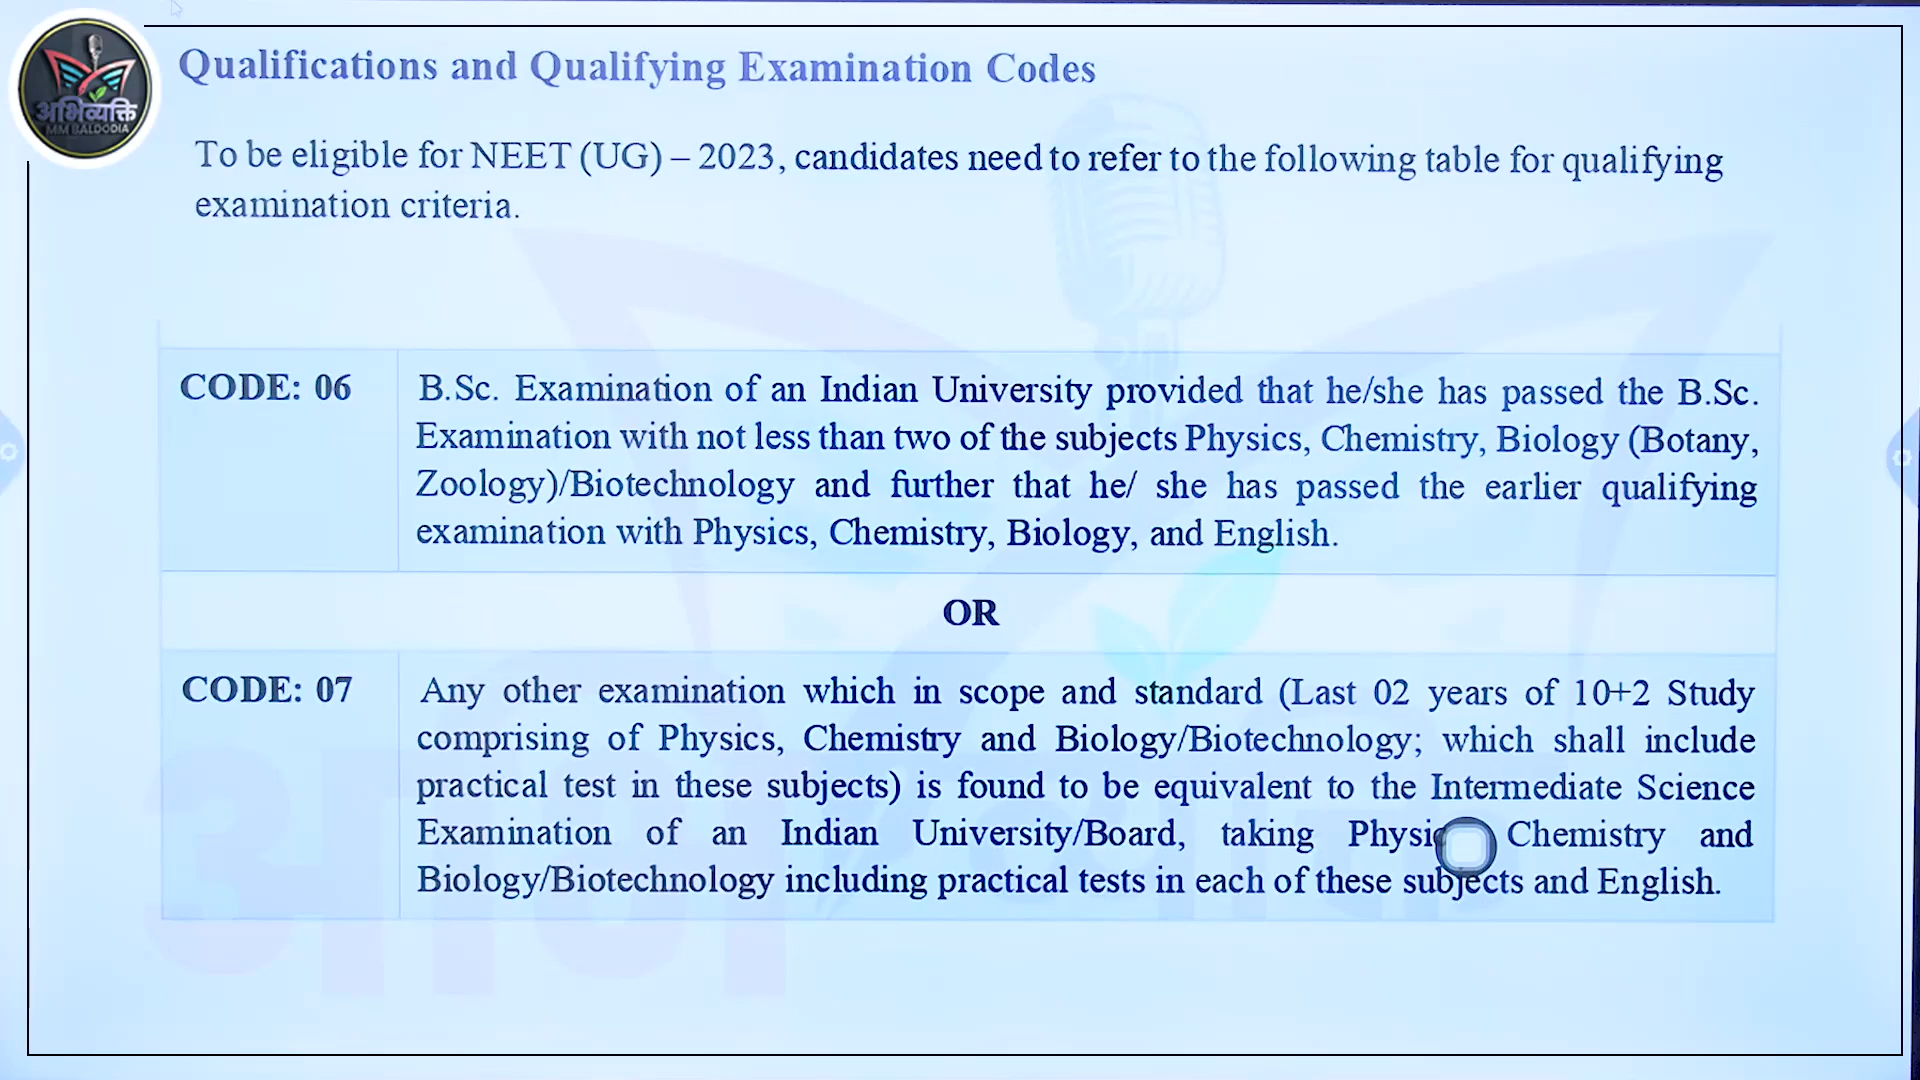 अभिव्यक्ति
MM BALDODIA
Qualifications and Qualifying Examination Codes
To be eligible for NEET (UG) – 2023, candidates need to refer to the following table for qualifying
examination criteria.
CODE: 06
B.Sc. Examination of an Indian University provided that he/she has passed the B.Sc.
Examination with not less than two of the subjects Physics, Chemistry, Biology (Botany,
Zoology)/Biotechnology and further that he/ she has passed the earlier qualifying
examination with Physics, Chemistry, Biology, and English.
OR
CODE: 07
Any other examination which in scope and standard (Last 02 years of 10+2 Study
comprising of Physics, Chemistry and Biology/Biotechnology; which shall include
practical test in these subjects) is found to be equivalent to the Intermediate Science
Examination of an Indian University/Board, taking Physi Chemistry and
Biology/Biotechnology including practical tests in each of these subjects and English.